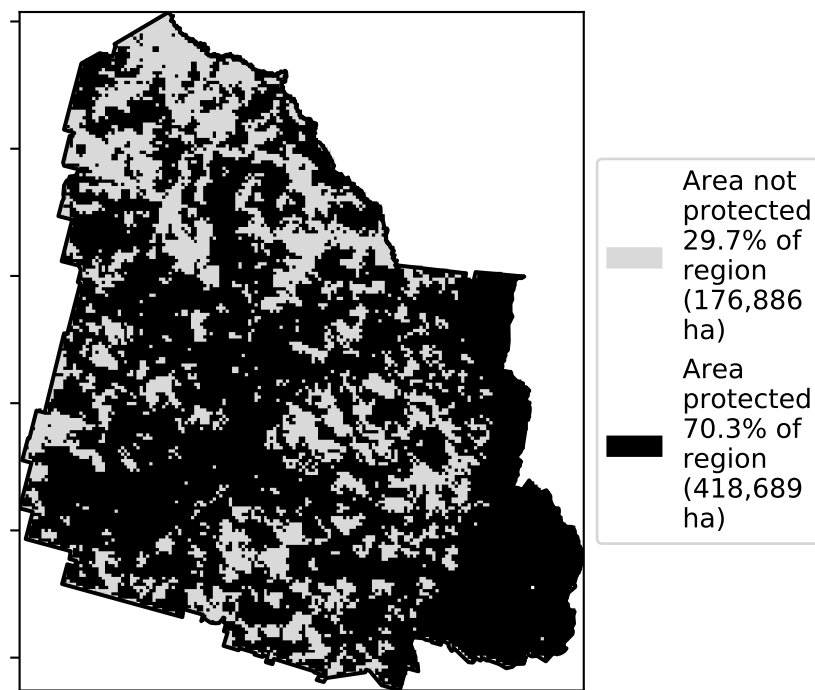 Area not
protected
29.7% of
region
(176,886
ha)
Area
protected
70.3% of
region
(418,689
ha)